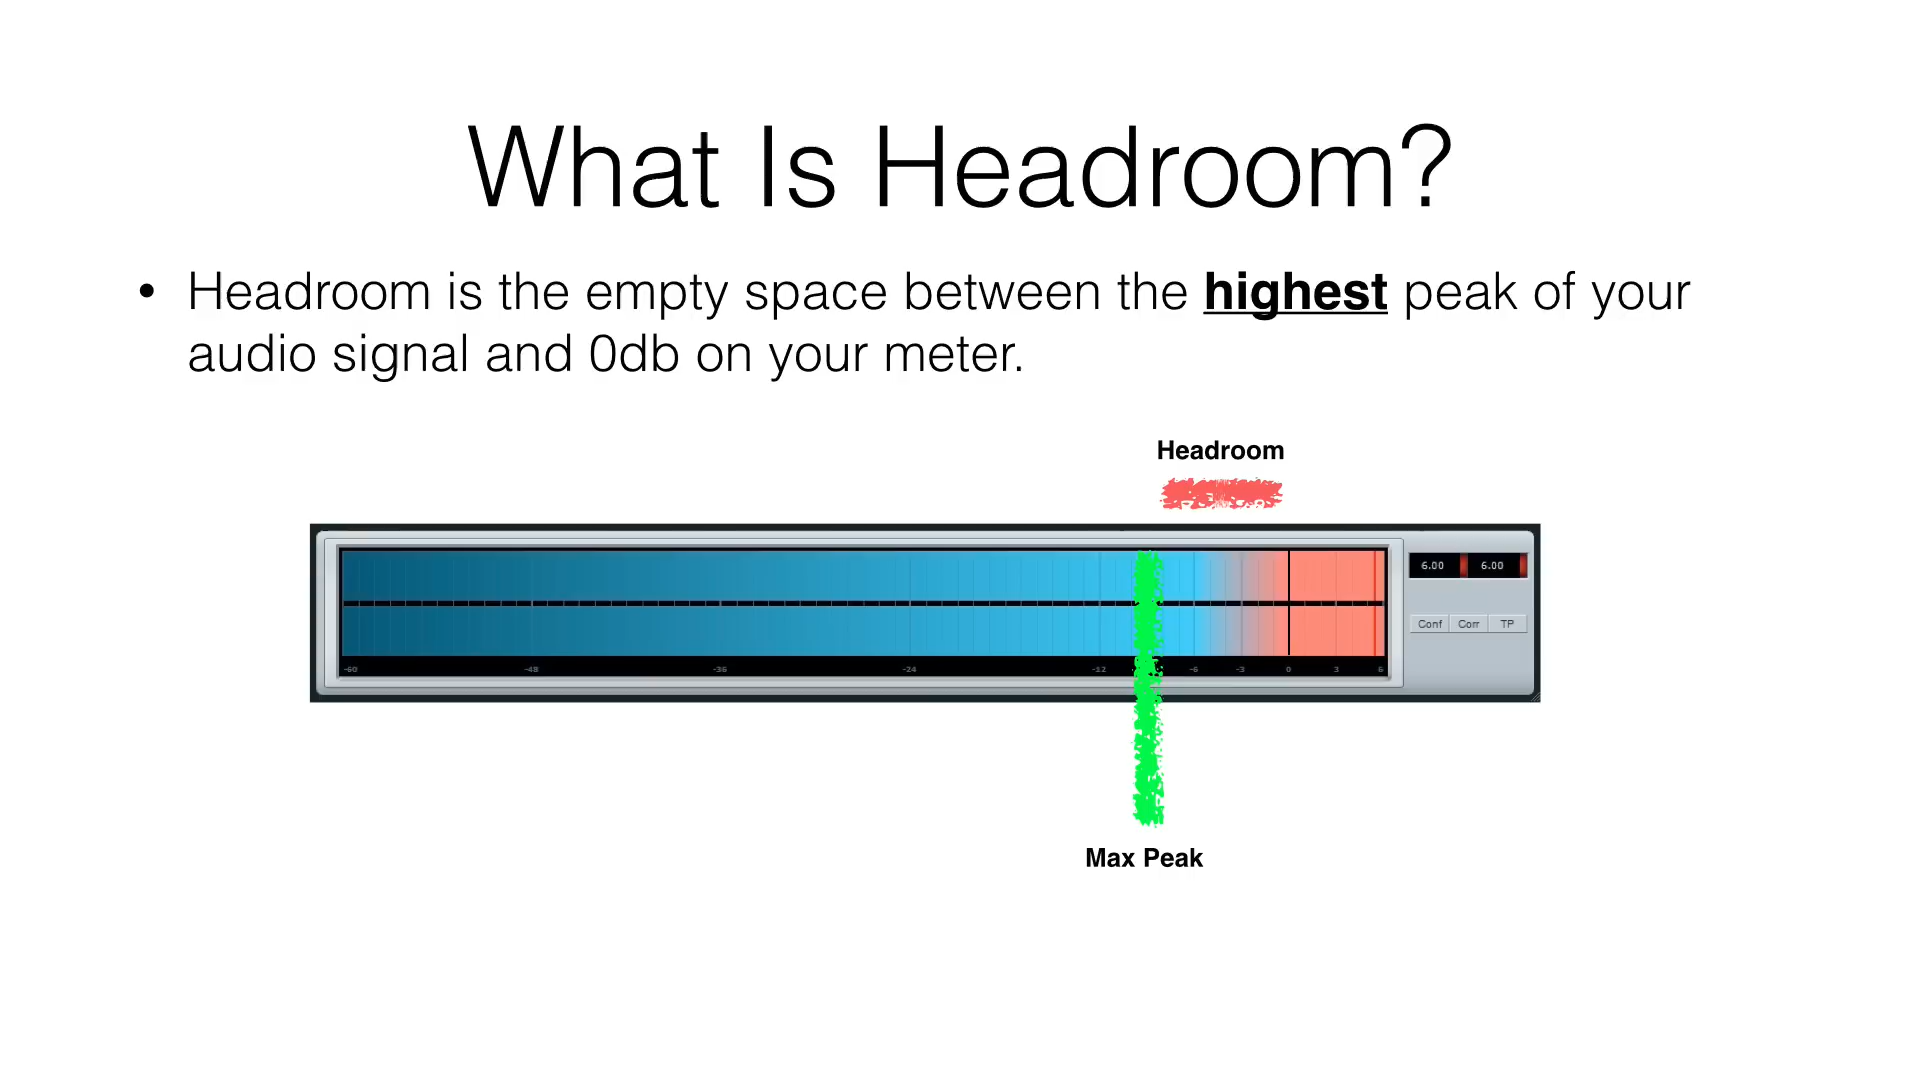 What Is Headroom?
• Headroom is the empty space between the highest peak of your
audio signal and 0db on your meter.
Headroom
6.00 6.00
Conf Corr TP
-60 -48 -36 -24 -12 -6 -3 0 3 6
Max Peak